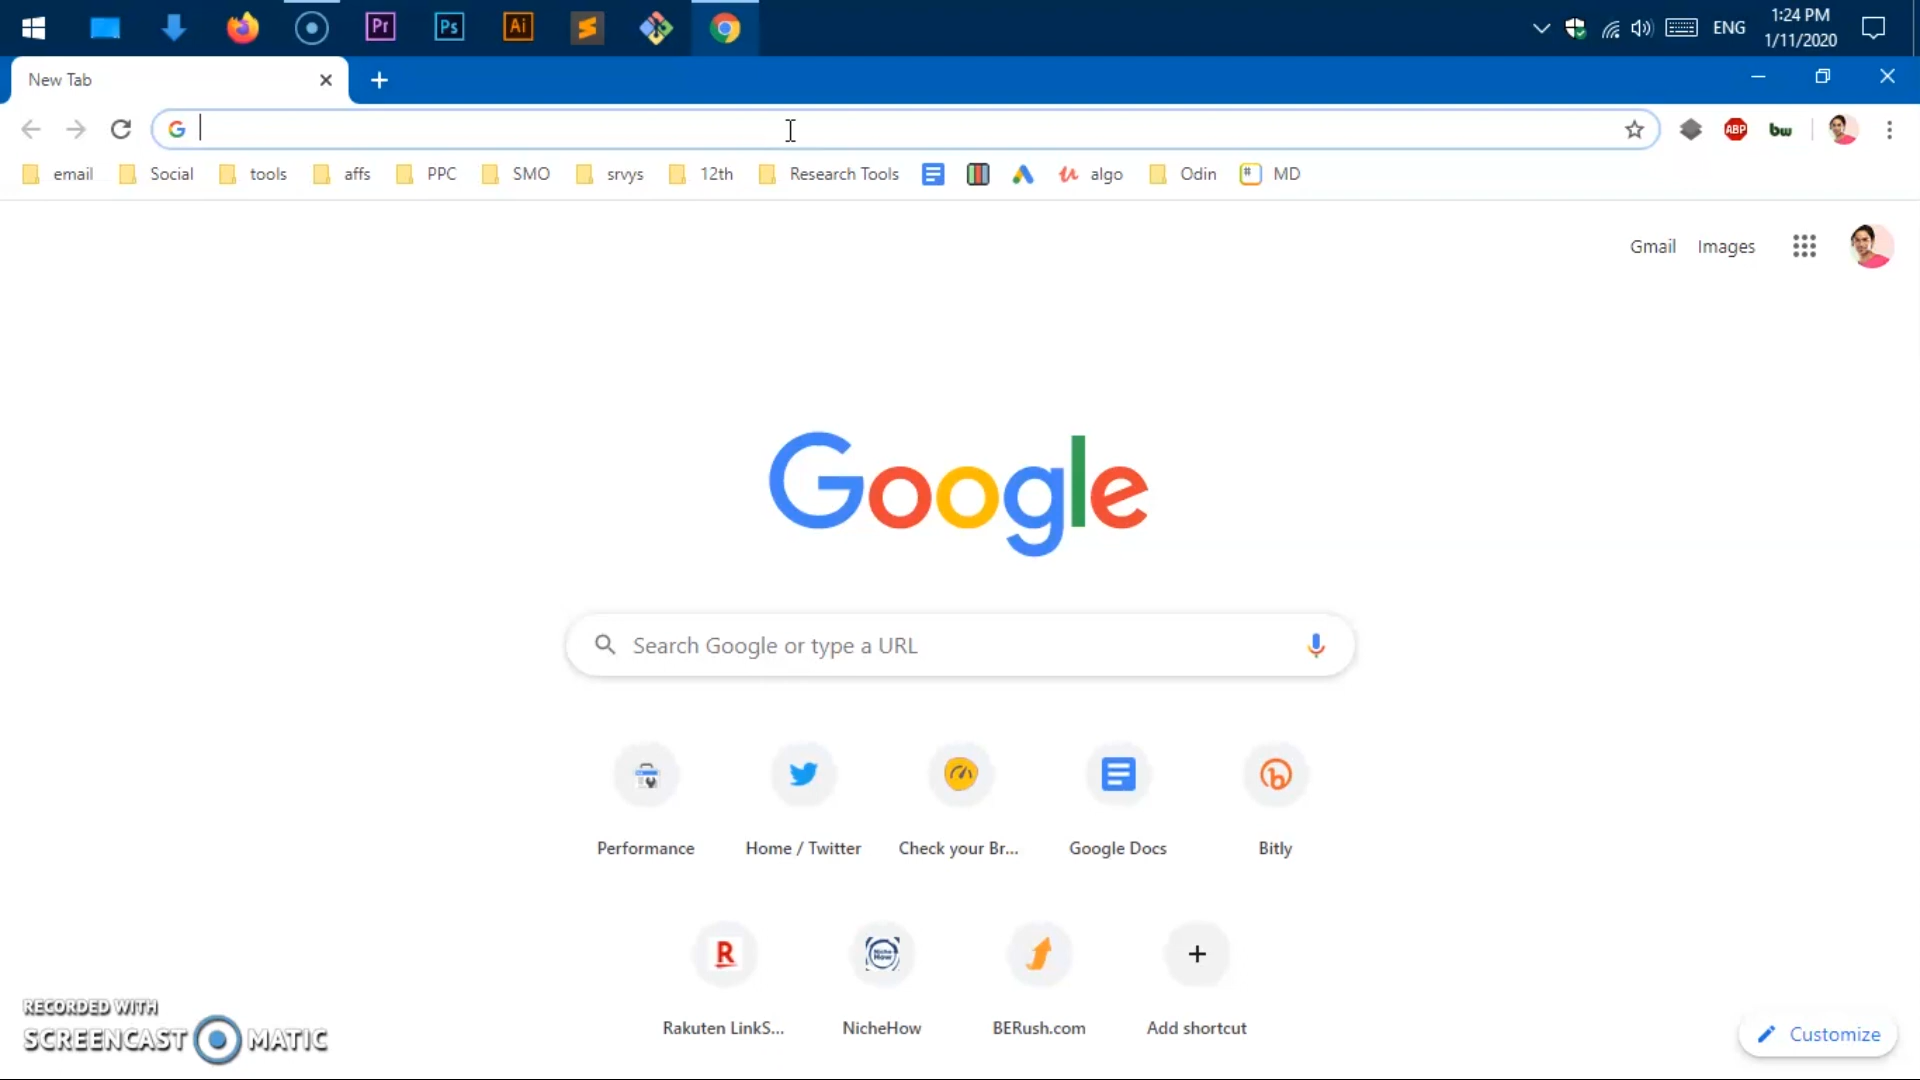 Pr Ps Ai ENG 1:24 PM
1/11/2020
New Tab
ABP bw
email Social tools affs PPC SMO srvys 12th Research Tools algo Odin MD
Gmail Images
Google
Search Google or type a URL
Performance Home / Twitter Check your Br... Google Docs Bitly
Rakuten LinkS... NicheHow BERush.com Add shortcut
RECORDED WITH
SCREENCAST MATIC
Customize